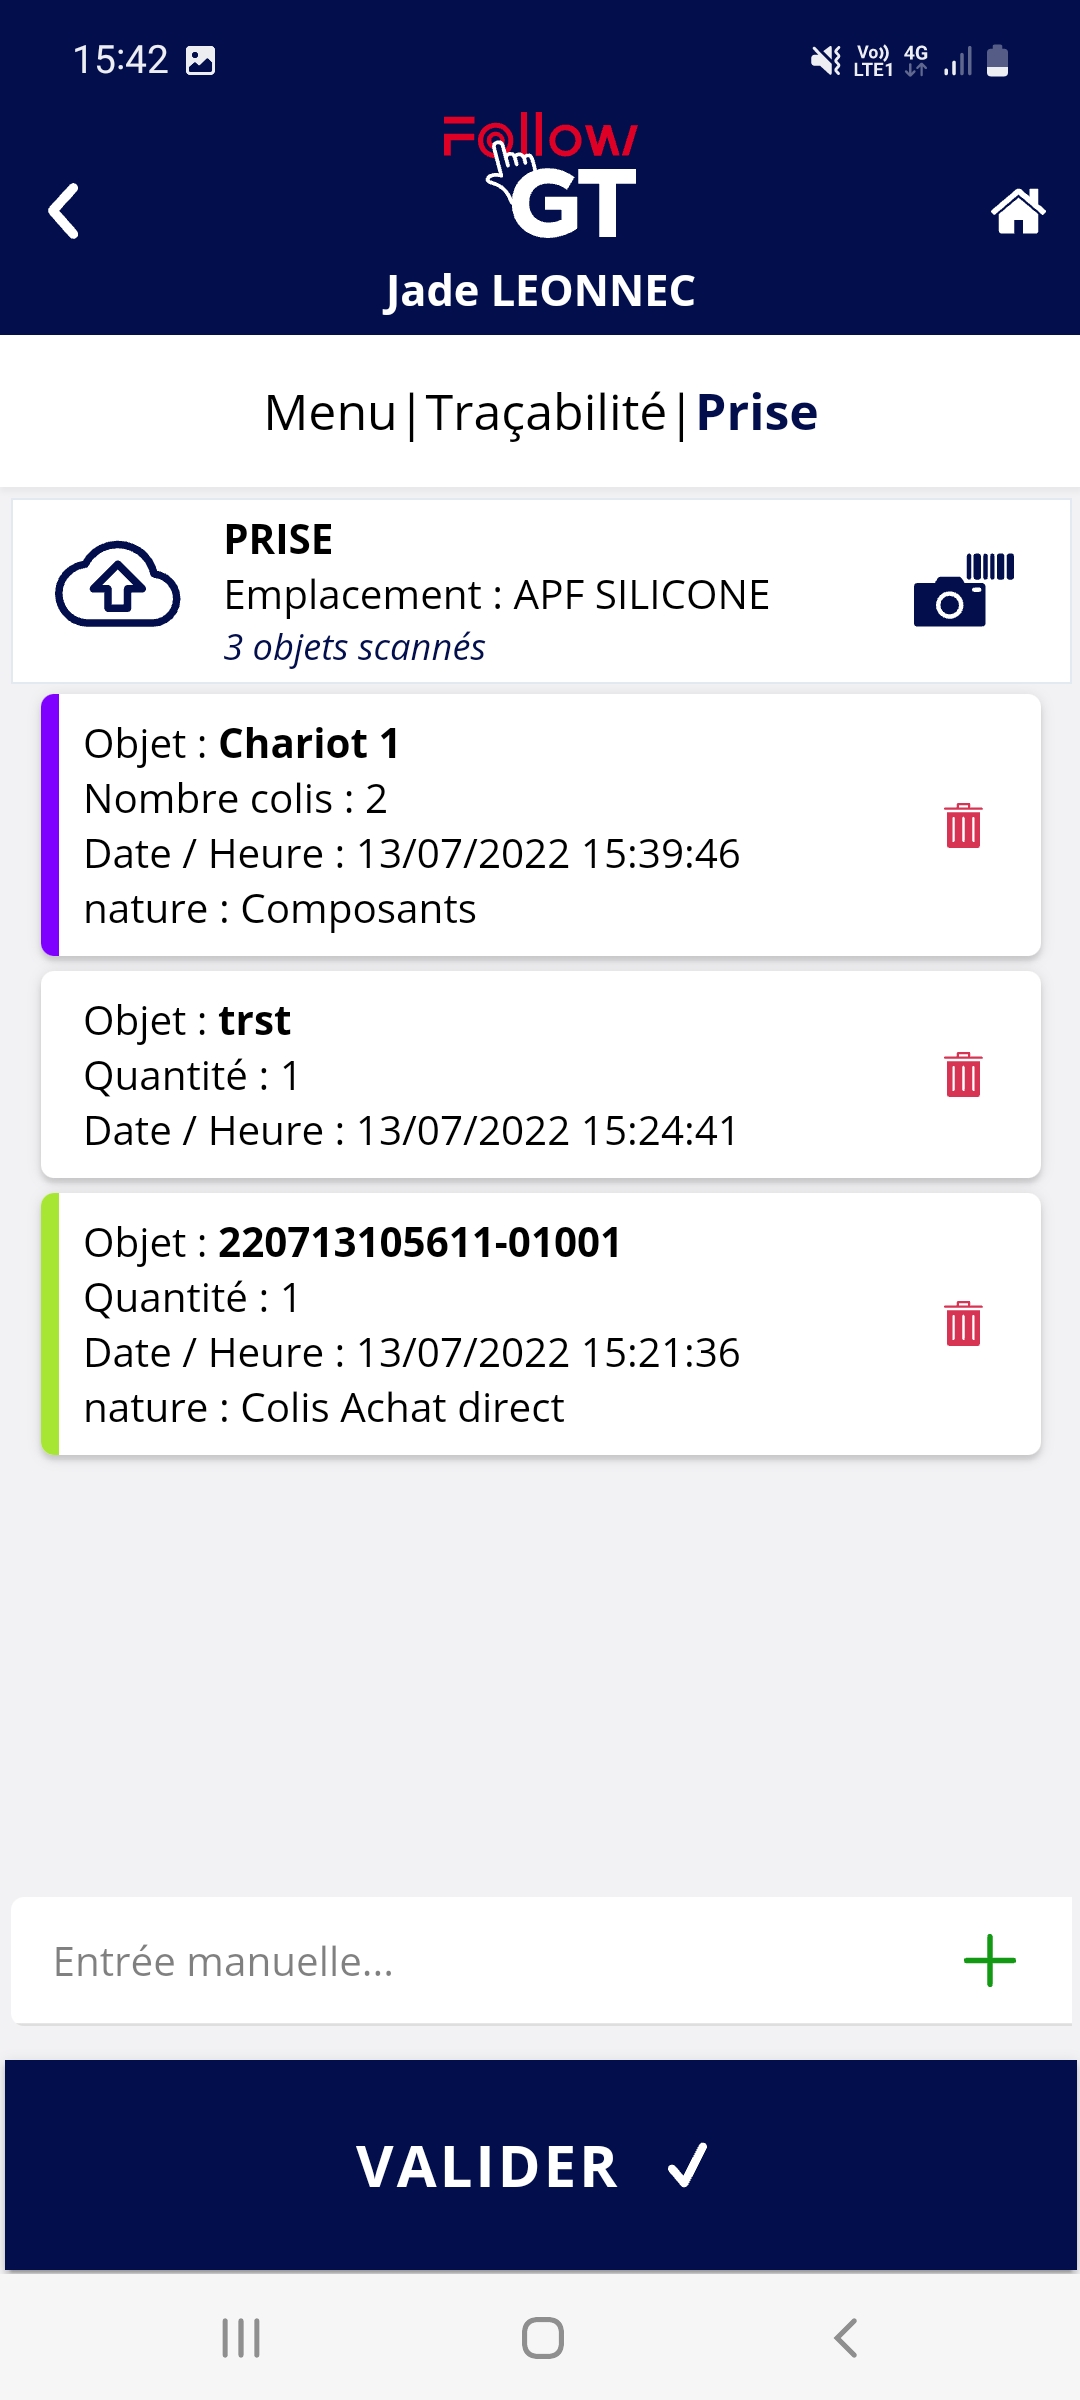 15:42
Vo)) LTE1 4G
Follow
GT
Jade LEONNEC
Menu|Traçabilité|Prise
PRISE
Emplacement : APF SILICONE
3 objets scannés
Objet : Chariot 1
Nombre colis : 2
Date / Heure : 13/07/2022 15:39:46
nature : Composants
Objet : trst
Quantité : 1
Date / Heure : 13/07/2022 15:24:41
Objet : 220713105611-01001
Quantité : 1
Date / Heure : 13/07/2022 15:21:36
nature : Colis Achat direct
Entrée manuelle...
VALIDER